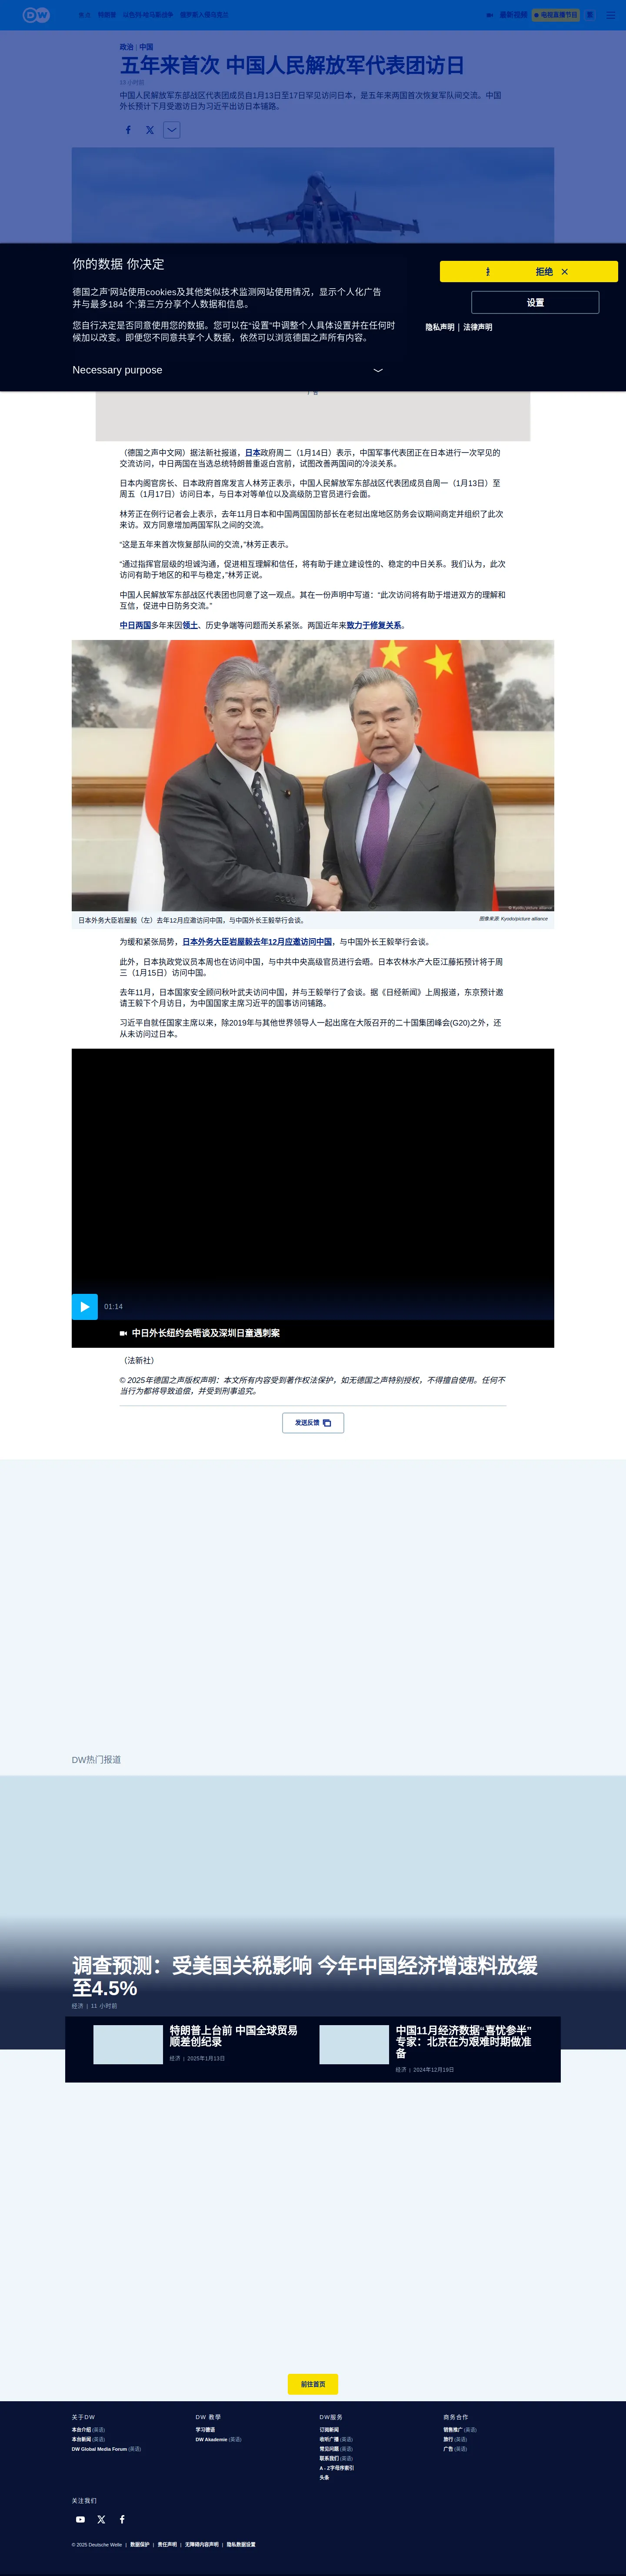 DW
焦点
特朗普
以色列-哈马斯战争
俄罗斯入侵乌克兰
最新视频
电视直播节目
繁
政治 | 中国
五年来首次 中国人民解放军代表团访日
13 小时前
中国人民解放军东部战区代表团成员自1月13日至17日罕见访问日本，是五年来两国首次恢复军队间交流。中国
外长预计下月受邀访日为习近平出访日本铺路。
你的数据 你决定
德国之声‘网站使用cookies及其他类似技术监测网站使用情况，显示个人化广告
并与最多184 个;第三方分享个人数据和信息。
您自行决定是否同意使用您的数据。您可以在“设置”中调整个人具体设置并在任何时
候加以改变。即便您不同意共享个人数据，依然可以浏览德国之声所有内容。
Necessary purpose
拒绝
设置
隐私声明 | 法律声明
广告
（德国之声中文网）据法新社报道，日本政府周二（1月14日）表示，中国军事代表团正在日本进行一次罕见的
交流访问，中日两国在当选总统特朗普重返白宫前，试图改善两国间的冷淡关系。
日本内阁官房长、日本政府首席发言人林芳正表示，中国人民解放军东部战区代表团成员自周一（1月13日）至
周五（1月17日）访问日本，与日本对等单位以及高级防卫官员进行会面。
林芳正在例行记者会上表示，去年11月日本和中国两国国防部长在老挝出席地区防务会议期间商定并组织了此次
来访。双方同意增加两国军队之间的交流。
“这是五年来首次恢复部队间的交流，”林芳正表示。
“通过指挥官层级的坦诚沟通，促进相互理解和信任，将有助于建立建设性的、稳定的中日关系。我们认为，此次
访问有助于地区的和平与稳定，”林芳正说。
中国人民解放军东部战区代表团也同意了这一观点。其在一份声明中写道：“此次访问将有助于增进双方的理解和
互信，促进中日防务交流。”
中日两国多年来因领土、历史争端等问题而关系紧张。两国近年来致力于修复关系。
© Kyodo/picture alliance
日本外务大臣岩屋毅（左）去年12月应邀访问中国，与中国外长王毅举行会谈。
图像来源: Kyodo/picture alliance
为缓和紧张局势，日本外务大臣岩屋毅去年12月应邀访问中国，与中国外长王毅举行会谈。
此外，日本执政党议员本周也在访问中国，与中共中央高级官员进行会晤。日本农林水产大臣江藤拓预计将于周
三（1月15日）访问中国。
去年11月，日本国家安全顾问秋叶武夫访问中国，并与王毅举行了会谈。据《日经新闻》上周报道，东京预计邀
请王毅下个月访日，为中国国家主席习近平的国事访问铺路。
习近平自就任国家主席以来，除2019年与其他世界领导人一起出席在大阪召开的二十国集团峰会(G20)之外，还
从未访问过日本。
01:14
中日外长纽约会晤谈及深圳日童遇刺案
（法新社）
© 2025年德国之声版权声明：本文所有内容受到著作权法保护，如无德国之声特别授权，不得擅自使用。任何不
当行为都将导致追偿，并受到刑事追究。
发送反馈
DW热门报道
调查预测：受美国关税影响 今年中国经济增速料放缓
至4.5%
经济 | 11 小时前
特朗普上台前 中国全球贸易
顺差创纪录
经济 | 2025年1月13日
中国11月经济数据“喜忧参半”
专家：北京在为艰难时期做准
备
经济 | 2024年12月19日
前往首页
关于DW
本台介绍 (英语)
本台新闻 (英语)
DW Global Media Forum (英语)
DW 教学
学习德语
DW Akademie (英语)
DW服务
订阅新闻
收听广播 (英语)
常见问题 (英语)
联系我们 (英语)
A - Z字母序索引
头条
商务合作
销售推广 (英语)
旅行 (英语)
广告 (英语)
关注我们
© 2025 Deutsche Welle | 数据保护 | 责任声明 | 无障碍内容声明 | 隐私数据设置